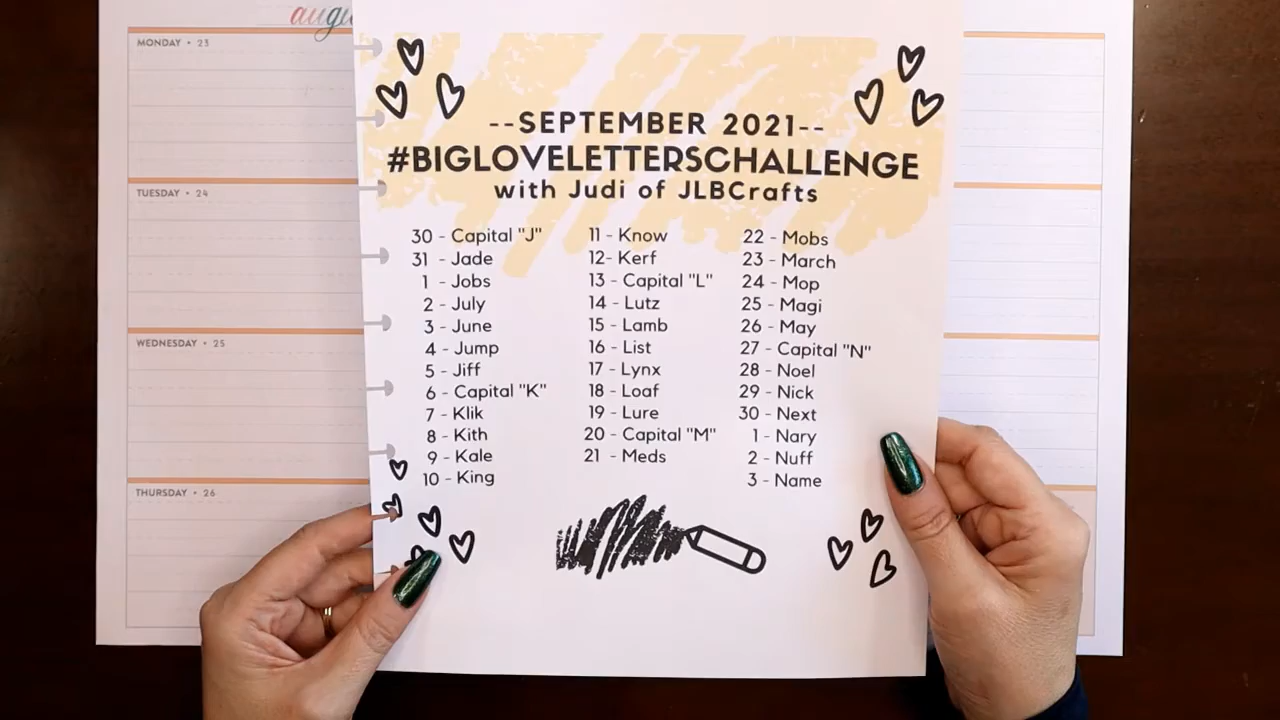 augu
MONDAY • 23
TUESDAY • 24
WEDNESDAY • 25
THURSDAY • 26
--SEPTEMBER 2021--
#BIGLOVELETTERSCHALLENGE
with Judi of JLBCrafts
30 - Capital "J"
31 - Jade
1 - Jobs
2 - July
3 - June
4 - Jump
5 - Jiff
6 - Capital "K"
7 - Klik
8 - Kith
9 - Kale
10 - King
11 - Know
12- Kerf
13 - Capital "L"
14 - Lutz
15 - Lamb
16 - List
17 - Lynx
18 - Loaf
19 - Lure
20 - Capital "M"
21 - Meds
22 - Mobs
23 - March
24 - Mop
25 - Magi
26 - May
27 - Capital "N"
28 - Noel
29 - Nick
30 - Next
1 - Nary
2 - Nuff
3 - Name